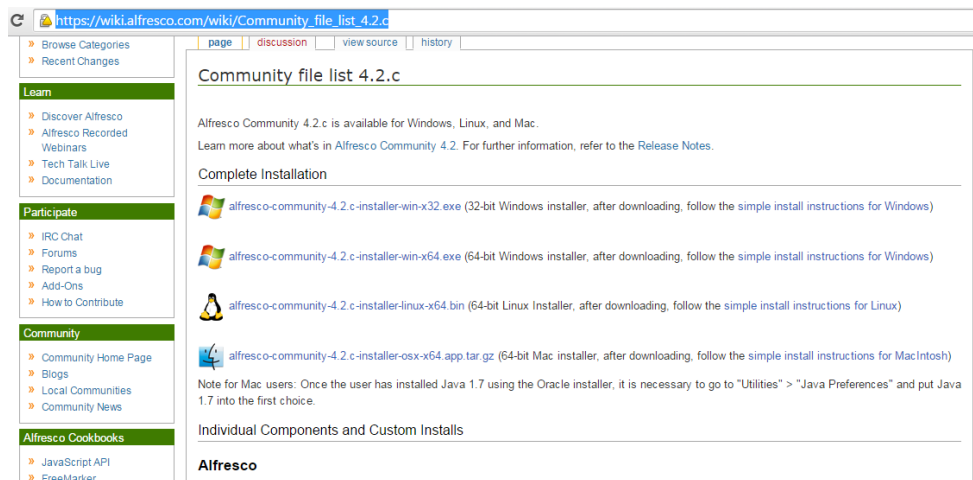 https://wiki.alfresco.com/wiki/Community_file_list_4.2.c
» Browse Categories
» Recent Changes
Learn
» Discover Alfresco
» Alfresco Recorded
Webinars
» Tech Talk Live
» Documentation
Participate
» IRC Chat
» Forums
» Report a bug
» Add-Ons
» How to Contribute
Community
» Community Home Page
» Blogs
» Local Communities
» Community News
Alfresco Cookbooks
» JavaScript API
» FreeMarker
page discussion view source history
Community file list 4.2.c
Alfresco Community 4.2.c is available for Windows, Linux, and Mac.
Learn more about what's in Alfresco Community 4.2. For further information, refer to the Release Notes.
Complete Installation
alfresco-community-4.2.c-installer-win-x32.exe (32-bit Windows installer, after downloading, follow the simple install instructions for Windows)
alfresco-community-4.2.c-installer-win-x64.exe (64-bit Windows installer, after downloading, follow the simple install instructions for Windows)
alfresco-community-4.2.c-installer-linux-x64.bin (64-bit Linux Installer, after downloading, follow the simple install instructions for Linux)
alfresco-community-4.2.c-installer-osx-x64.app.tar.gz (64-bit Mac installer, after downloading, follow the simple install instructions for MacIntosh)
Note for Mac users: Once the user has installed Java 1.7 using the Oracle installer, it is necessary to go to "Utilities" > "Java Preferences" and put Java
1.7 into the first choice.
Individual Components and Custom Installs
Alfresco